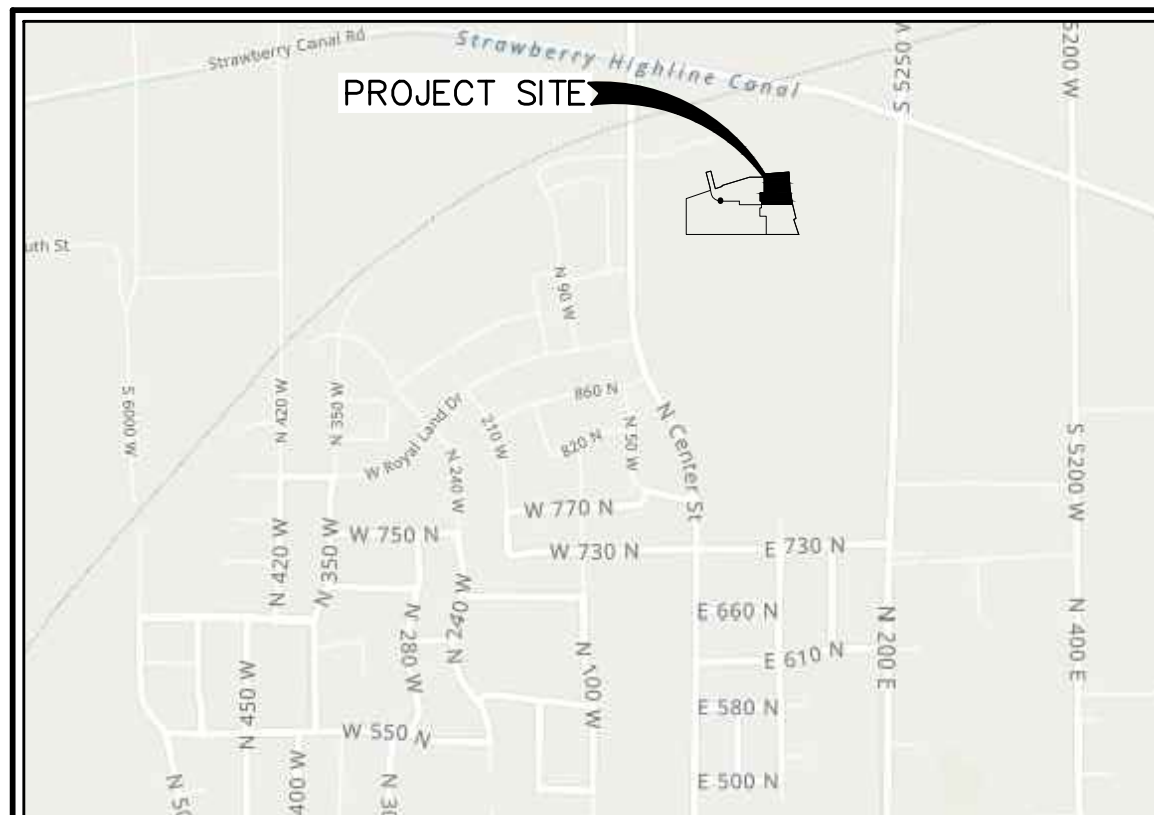 Strawberry Canal Rd
Strawberry Highline Canal
S 5250 W
5200 W
PROJECT SITE
uth St
N 90 W
S 6000 W
N 420 W
N 350 W
W Royal Land Dr
210 W
860 N
820 N
N 50 W
N Center St
N 240 W
S 5200 W
N 420 W
N 350 W
W 750 N
W 770 N
W 730 N
E 730 N
N 280 W
N 240 W
N 100 W
E 660 N
E 610 N
N 200 E
N 400 E
N 450 W
W 550 N
E 580 N
E 500 N
400 W